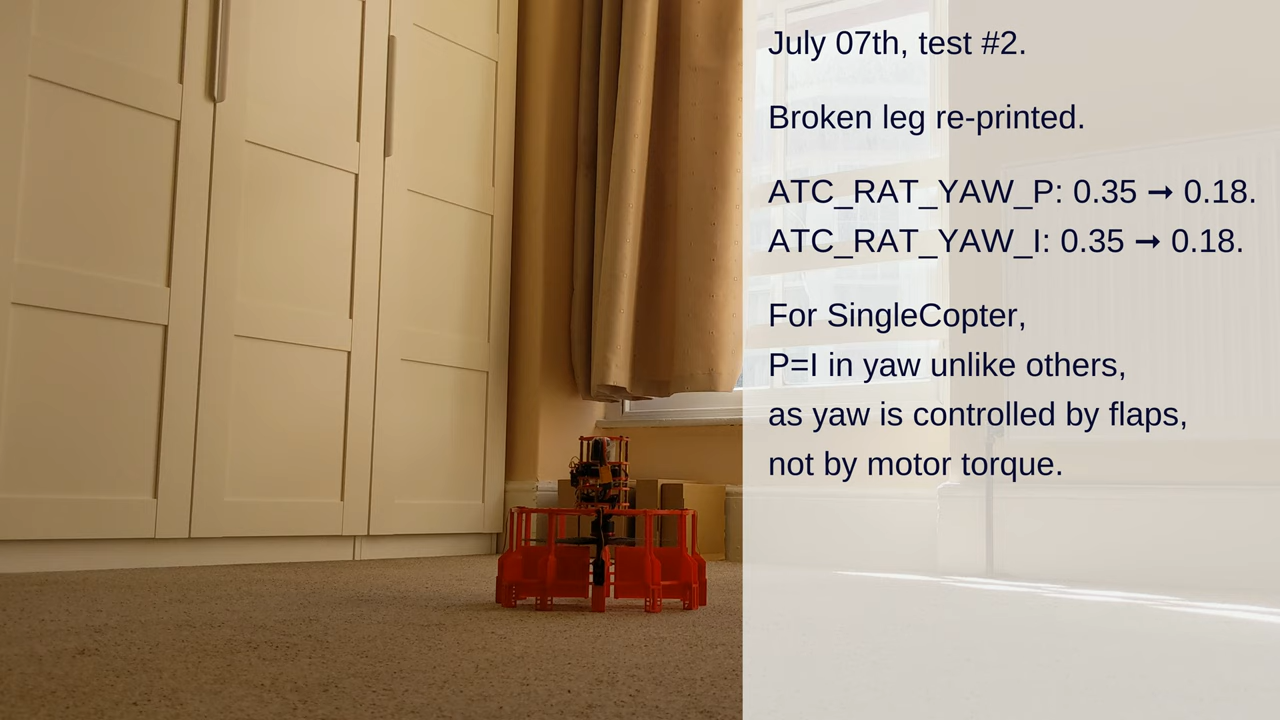 July 07th, test #2.
Broken leg re-printed.
ATC_RAT_YAW_P: 0.35 ➞ 0.18.
ATC_RAT_YAW_I: 0.35 ➞ 0.18.
For SingleCopter,
P=I in yaw unlike others,
as yaw is controlled by flaps,
not by motor torque.